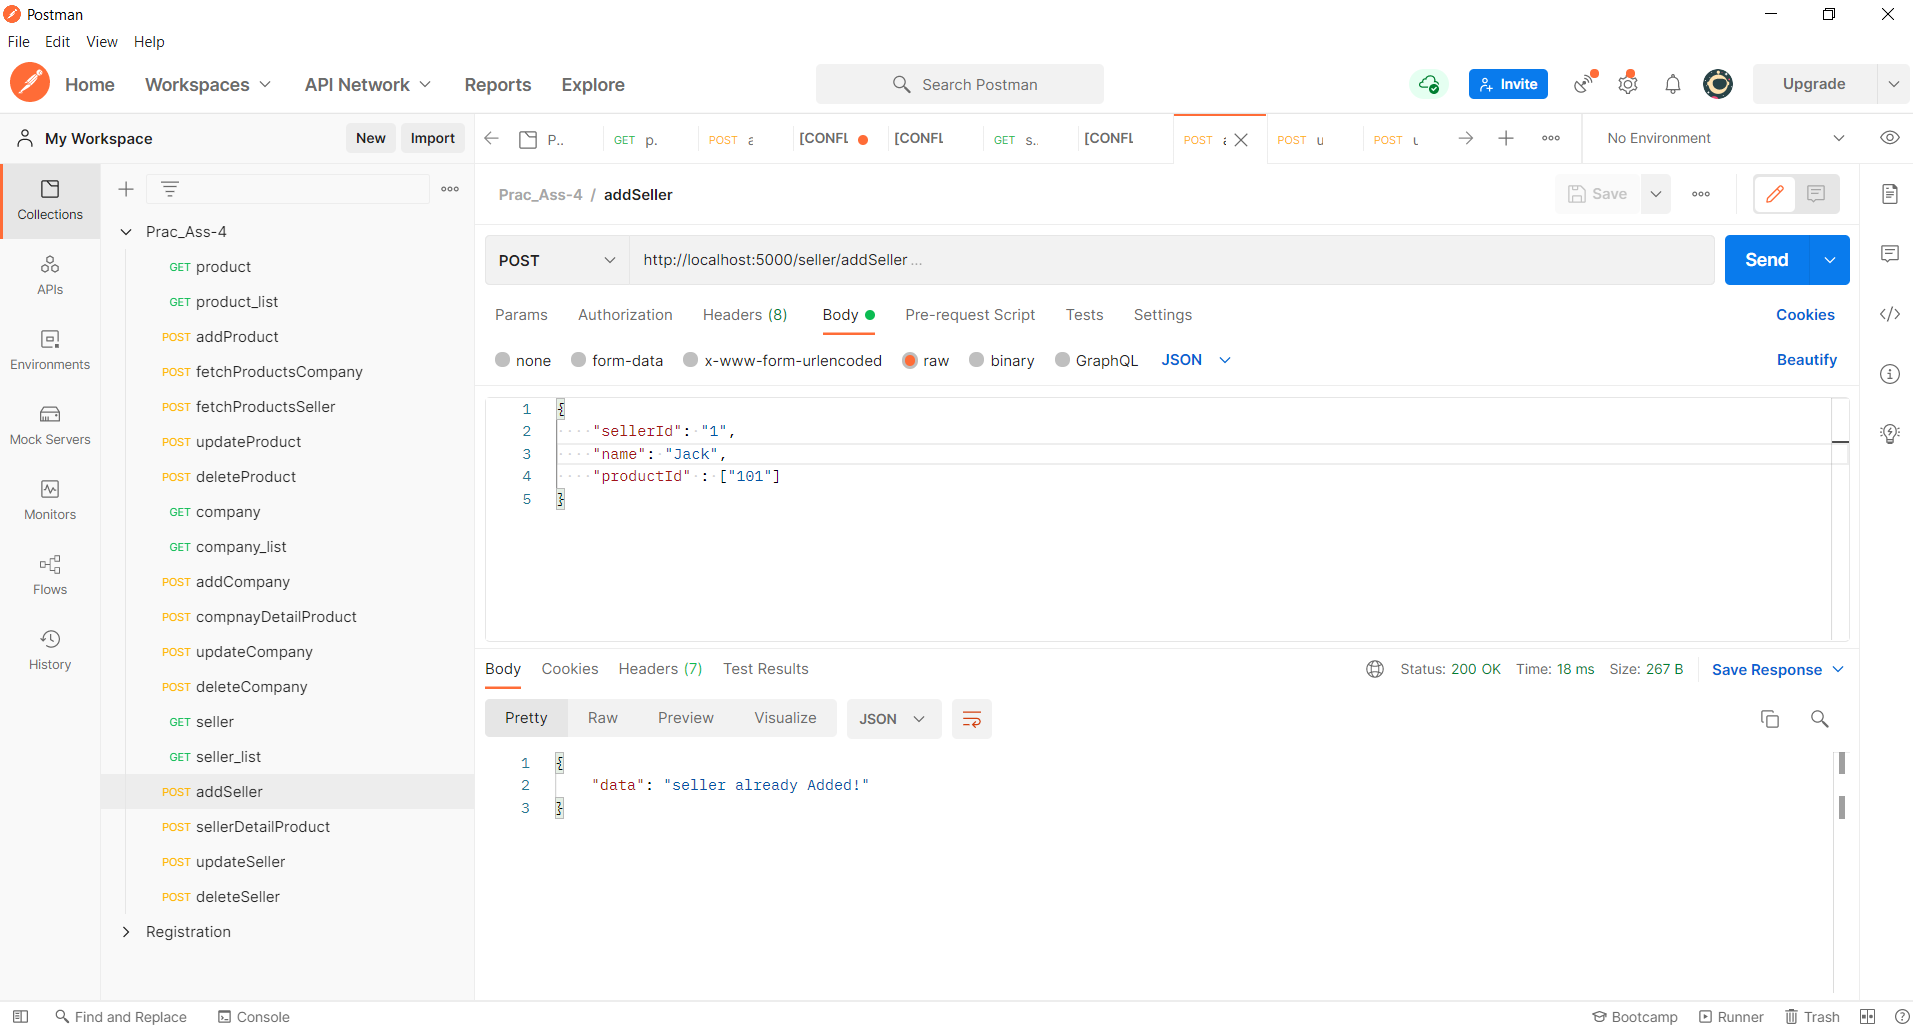 Postman
File Edit View Help
Home Workspaces API Network Reports Explore Search Postman Invite Upgrade
My Workspace New Import P.. GET p. POST a [CONFL [CONFL GET s.. [CONFL POST POST u POST No Environment
Collections
APIs
Environments
Mock Servers
Monitors
Flows
History
Prac_Ass-4
GET product
GET product_list
POST addProduct
POST fetchProductsCompany
POST fetchProductsSeller
POST updateProduct
POST deleteProduct
GET company
GET company_list
POST addCompany
POST compnayDetailProduct
POST updateCompany
POST deleteCompany
GET seller
GET seller_list
POST addSeller
POST sellerDetailProduct
POST updateSeller
POST deleteSeller
Registration
Prac_Ass-4 / addSeller Save
POST http://localhost:5000/seller/addSeller ... Send
Params Authorization Headers (8) Body Pre-request Script Tests Settings Cookies
none form-data x-www-form-urlencoded raw binary GraphQL JSON Beautify
1 {
2 "sellerId": "1",
3 "name": "Jack",
4 "productId" : ["101"]
5 }
Body Cookies Headers (7) Test Results Status: 200 OK Time: 18 ms Size: 267 B Save Response
Pretty Raw Preview Visualize JSON
1 {
2 "data": "seller already Added!"
3 }
Find and Replace Console Bootcamp Runner Trash